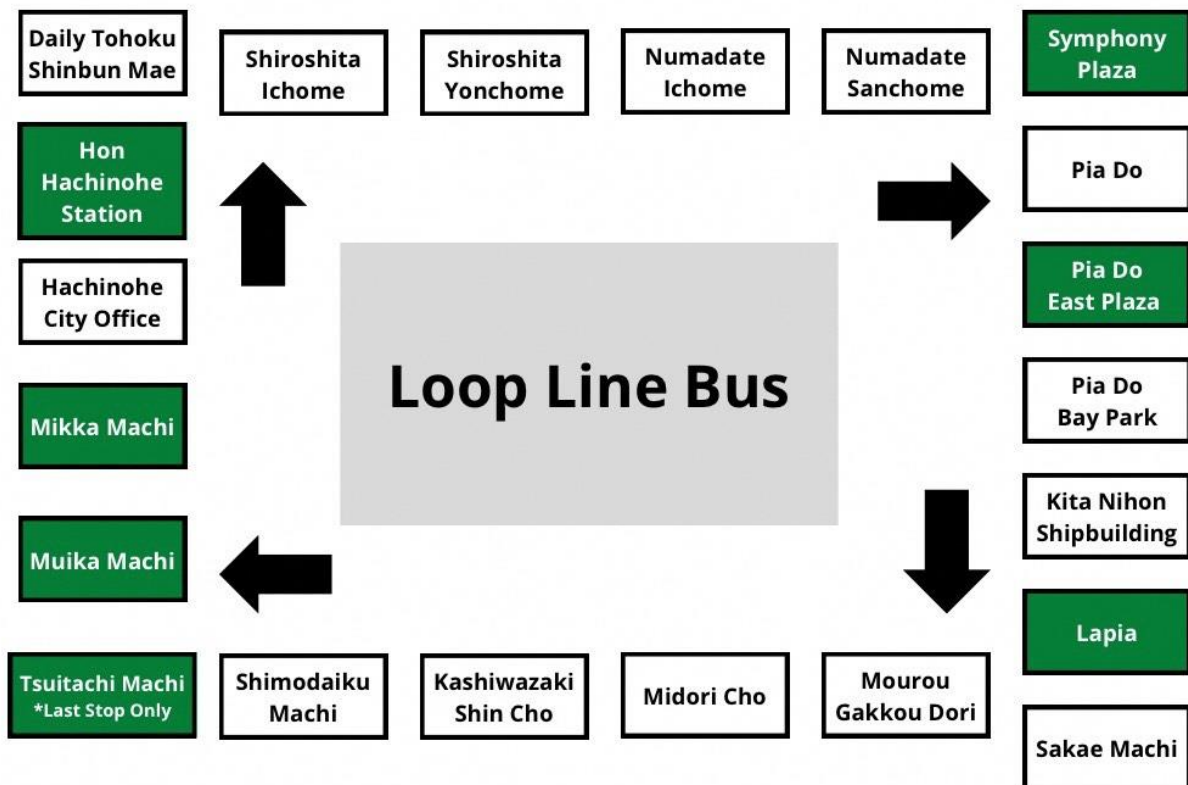 Daily Tohoku
Shinbun Mae
Shiroshita
Ichome
Shiroshita
Yonchome
Numadate
Ichome
Numadate
Sanchome
Symphony
Plaza
Hon
Hachinohe
Station
Pia Do
Hachinohe
City Office
Pia Do
East Plaza
Loop Line Bus
Mikka Machi
Pia Do
Bay Park
Muika Machi
Kita Nihon
Shipbuilding
Lapia
Tsuitachi Machi
*Last Stop Only
Shimodaiku
Machi
Kashiwazaki
Shin Cho
Midori Cho
Mourou
Gakkou Dori
Sakae Machi